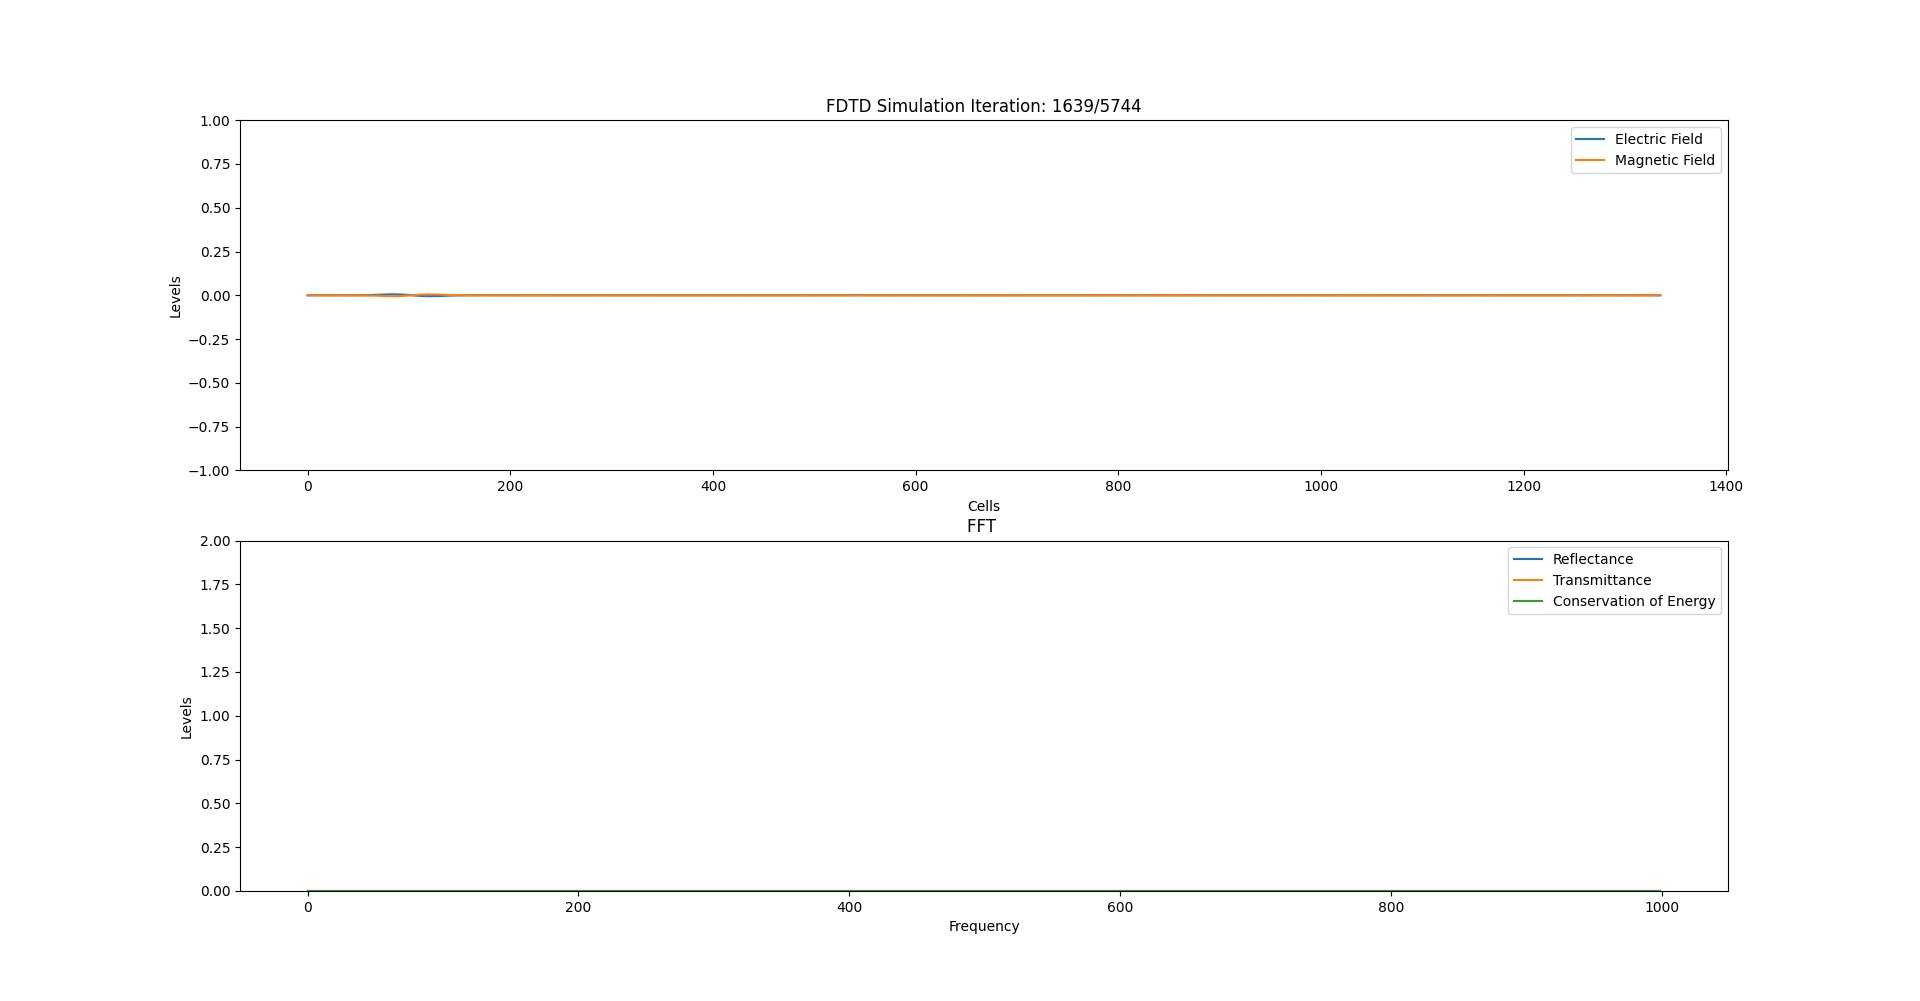 FDTD Simulation Iteration: 1639/5744
1.00
0.75
0.50
0.25
0.00
−0.25
−0.50
−0.75
−1.00
Levels
Electric Field
Magnetic Field
0 200 400 600 800 1000 1200 1400
Cells
FFT
2.00
1.75
1.50
1.25
1.00
0.75
0.50
0.25
0.00
Levels
Reflectance
Transmittance
Conservation of Energy
0 200 400 600 800 1000
Frequency